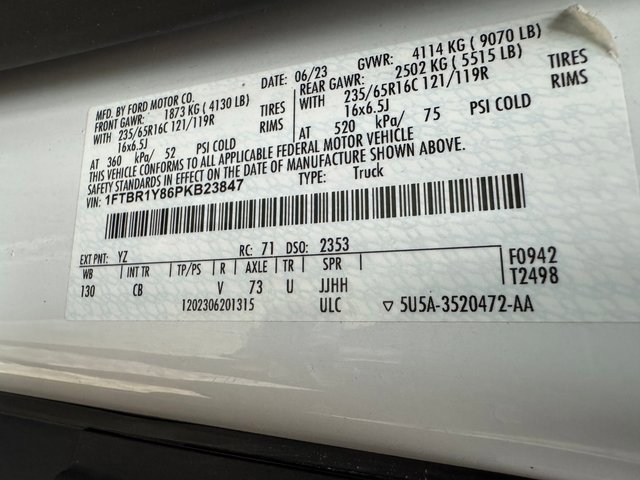 MFD. BY FORD MOTOR CO. DATE: 06/23 GVWR: 4114 KG ( 9070 LB)
FRONT GAWR: 1873 KG ( 4130 LB) REAR GAWR: 2502 KG ( 5515 LB)
WITH 235/65R16C 121/119R TIRES WITH 235/65R16C 121/119R TIRES
16x6.5J RIMS 16x6.5J RIMS
AT 360 kPa/ 52 PSI COLD AT 520 kPa/ 75 PSI COLD
THIS VEHICLE CONFORMS TO ALL APPLICABLE FEDERAL MOTOR VEHICLE
SAFETY STANDARDS IN EFFECT ON THE DATE OF MANUFACTURE SHOWN ABOVE.
VIN: 1FTBR1Y86PKB23847 TYPE: Truck
EXT PNT: YZ RC: 71 DSO: 2353 F0942
WB INT TR TP/PS R AXLE TR SPR T2498
130 CB V 73 U JJHH
1202306201315 ULC ▽ 5U5A-3520472-AA